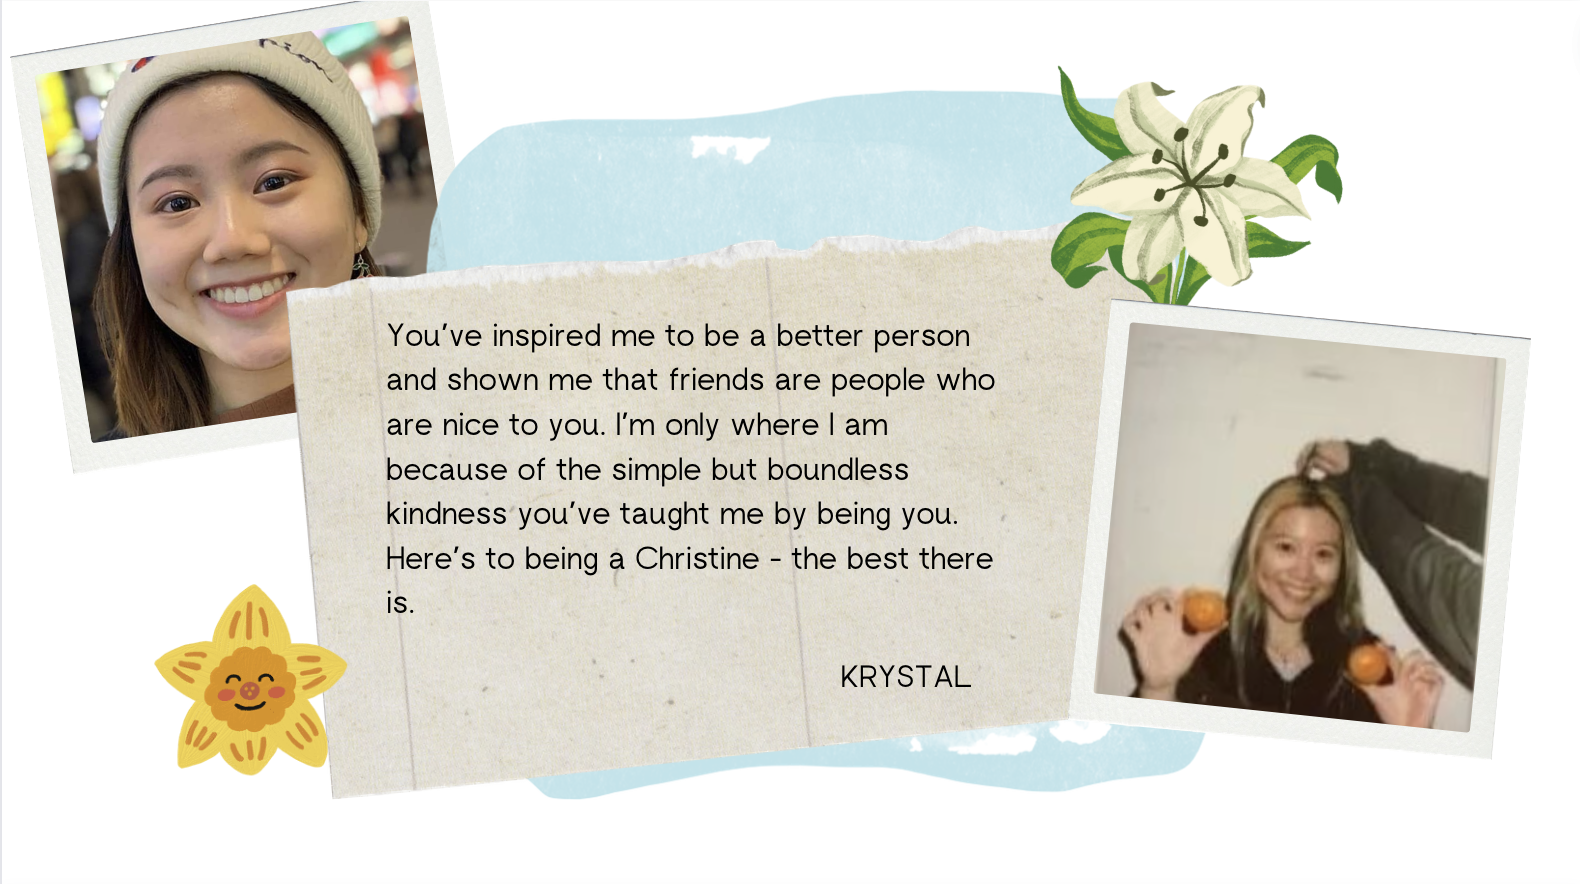 You've inspired me to be a better person
and shown me that friends are people who
are nice to you. I'm only where I am
because of the simple but boundless
kindness you've taught me by being you.
Here's to being a Christine - the best there
is.
KRYSTAL